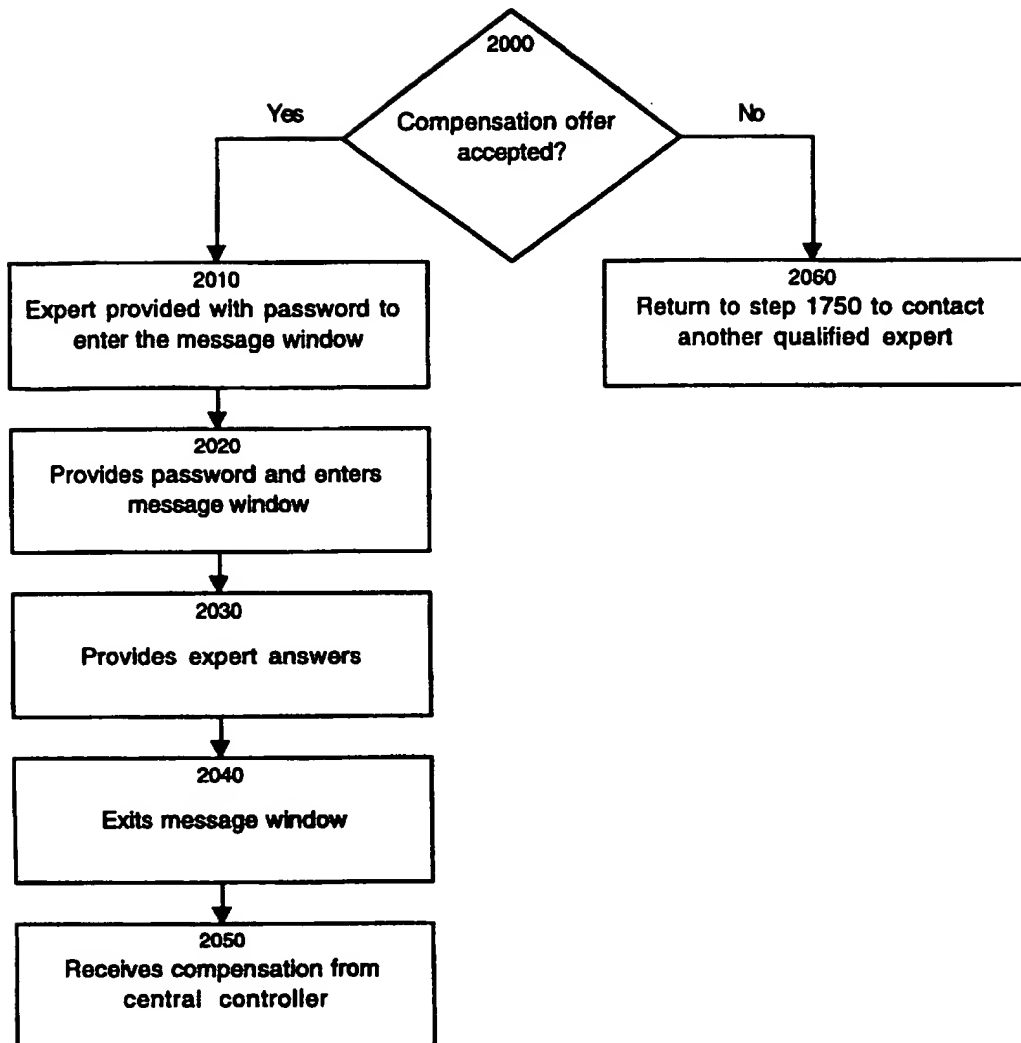 2000
Compensation offer
accepted?
Yes
No
2010
Expert provided with password to
enter the message window
2060
Return to step 1750 to contact
another qualified expert
2020
Provides password and enters
message window
2030
Provides expert answers
2040
Exits message window
2050
Receives compensation from
central controller